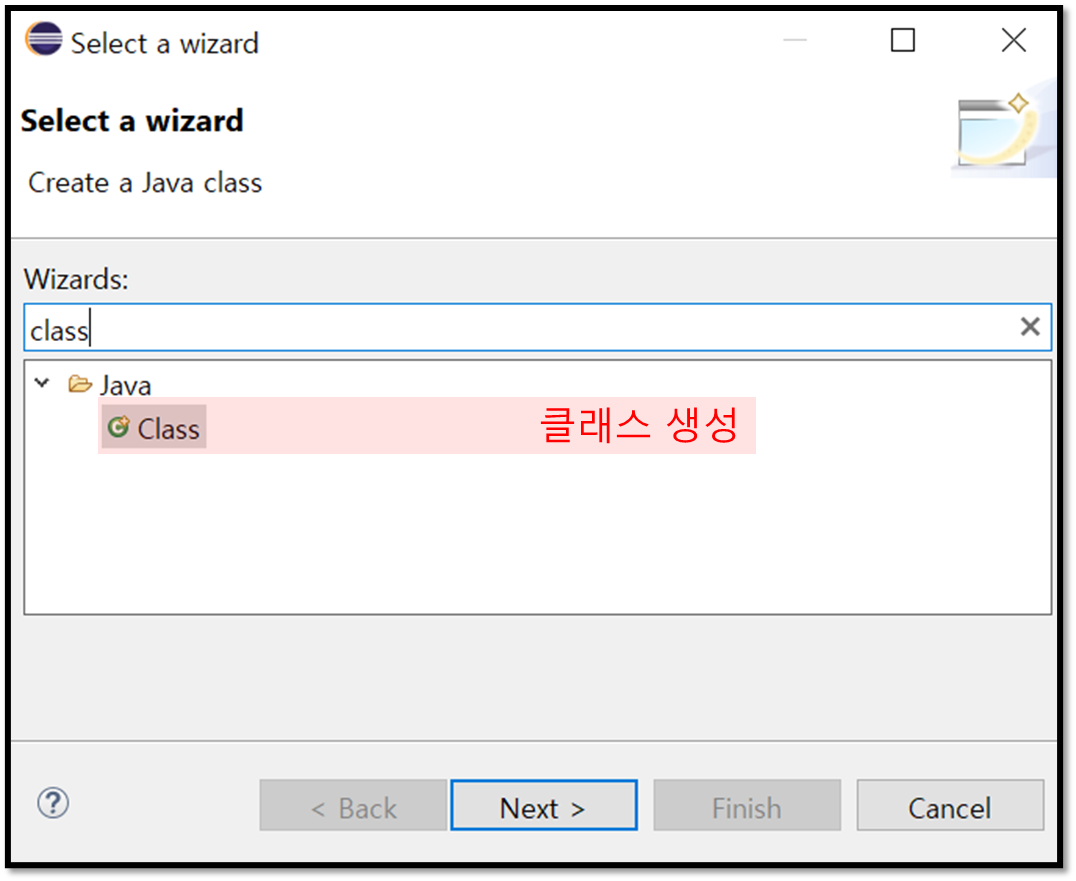 Select a wizard
Select a wizard
Create a Java class
Wizards:
class
Java
Class 클래스 생성
< Back Next > Finish Cancel